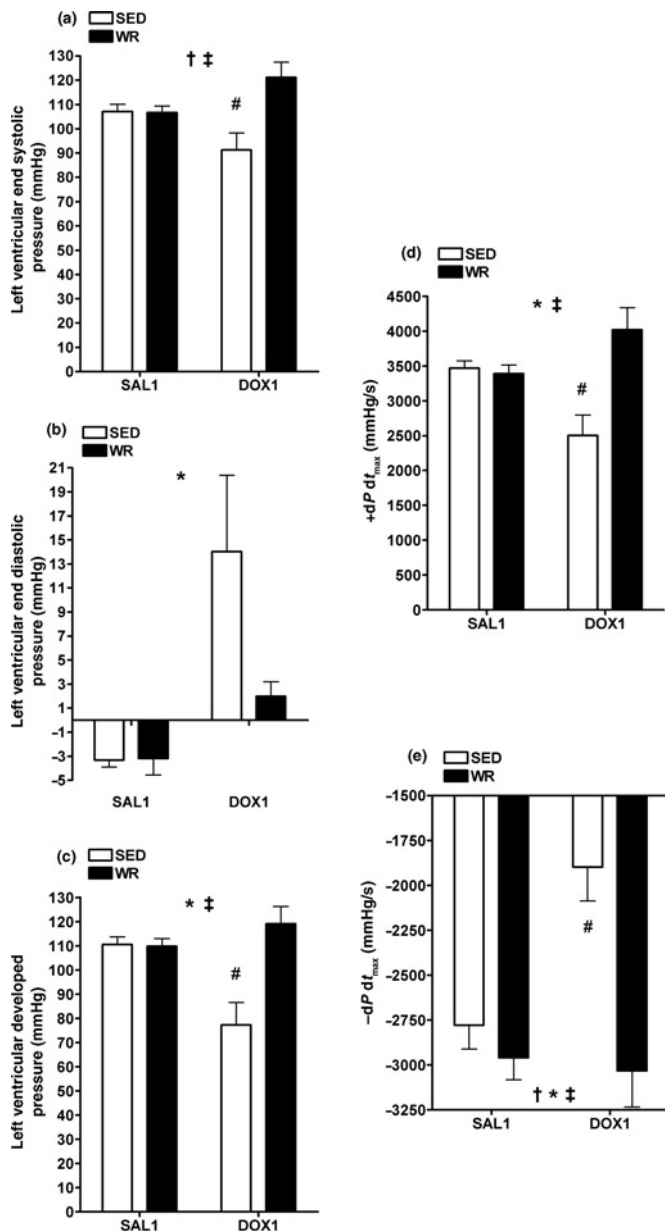 (a)
SED
WR
Left ventricular end systolic
pressure (mmHg)
130
120
110
100
90
80
70
60
50
40
30
20
10
0
† ‡
#
SAL1
DOX1
(b)
SED
WR
Left ventricular end diastolic
pressure (mmHg)
21
19
17
15
13
11
9
7
5
3
1
-1
-3
-5
*
SAL1
DOX1
(c)
SED
WR
Left ventricular developed
pressure (mmHg)
130
120
110
100
90
80
70
60
50
40
30
20
10
0
* ‡
#
SAL1
DOX1
(d)
SED
WR
+dP dtmax (mmHg/s)
4500
4000
3500
3000
2500
2000
1500
1000
500
0
* ‡
#
SAL1
DOX1
(e)
SED
WR
–dP dtmax (mmHg/s)
-1500
-1750
-2000
-2250
-2500
-2750
-3000
-3250
#
† * ‡
SAL1
DOX1